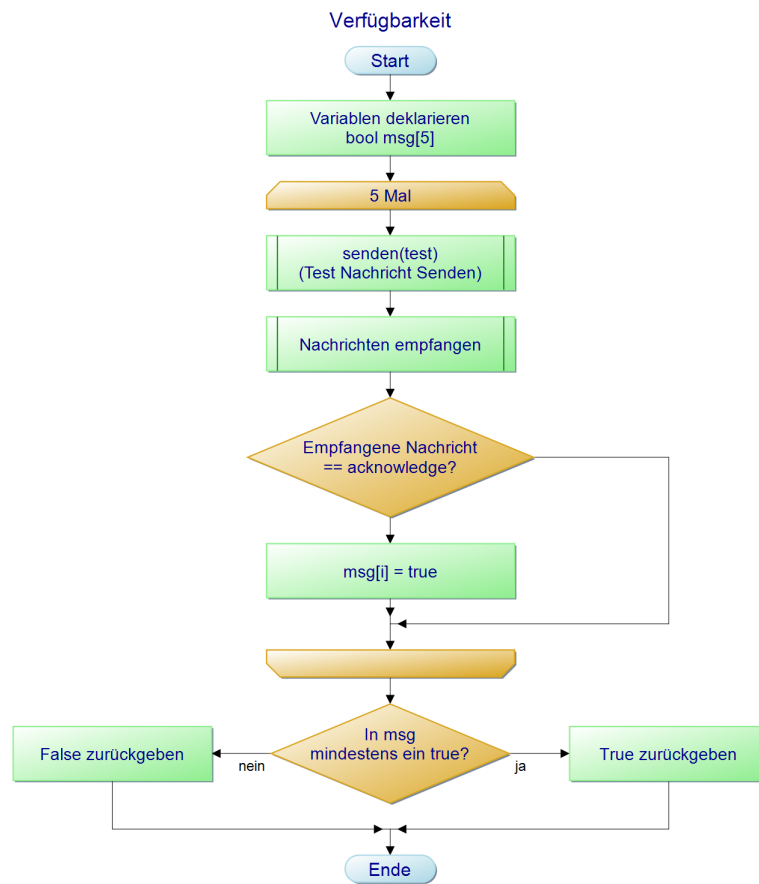 Verfügbarkeit
Start
Variablen deklarieren
bool msg[5]
5 Mal
senden(test)
(Test Nachricht Senden)
Nachrichten empfangen
Empfangene Nachricht
== acknowledge?
msg[i] = true
In msg
mindestens ein true?
False zurückgeben
nein
ja
True zurückgeben
Ende